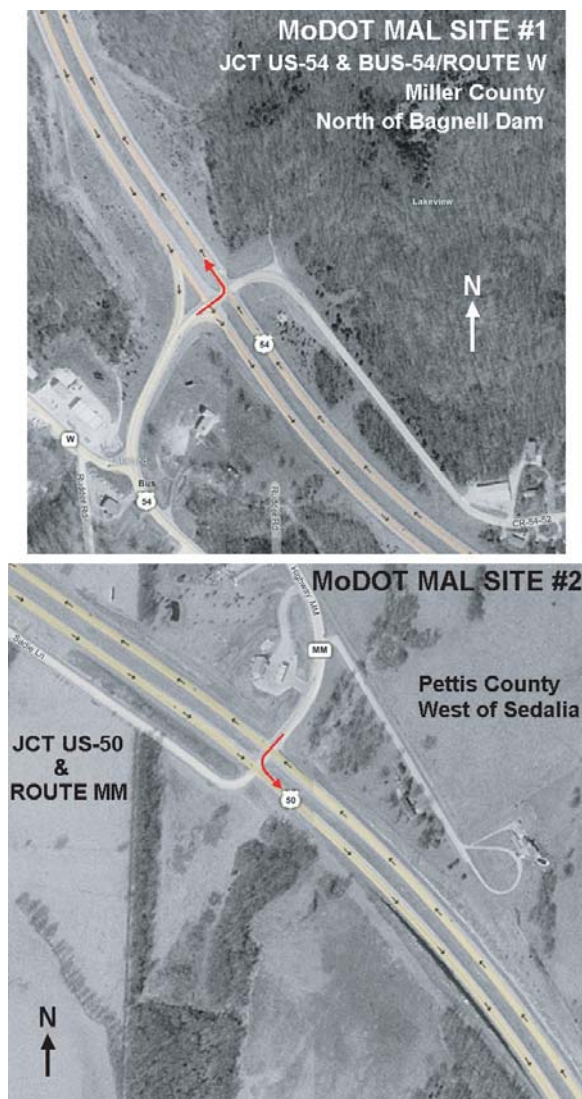 MoDOT MAL SITE #1
JCT US-54 & BUS-54/ROUTE W
Miller County
North of Bagnell Dam
Lakeview
N
54
W
Bus
54
CR-54-52
MoDOT MAL SITE #2
Highway MM
MM
Sadie Ln
Pettis County
West of Sedalia
JCT US-50
&
ROUTE MM
50
N